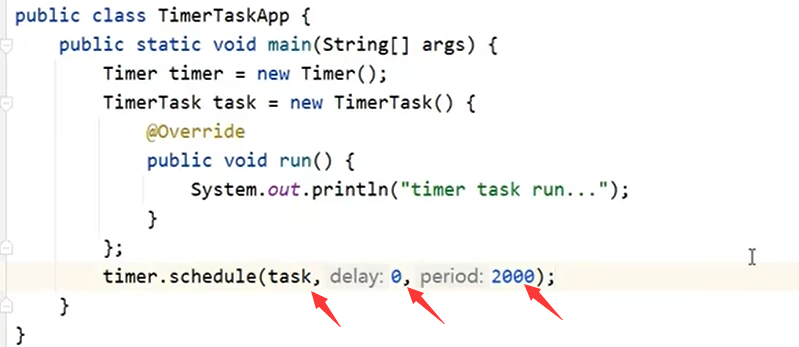 public class TimerTaskApp {
public static void main(String[] args) {
Timer timer = new Timer();
TimerTask task = new TimerTask() {
@Override
public void run() {
System.out.println("timer task run...");
}
};
timer.schedule(task, delay: 0, period: 2000);
}
}